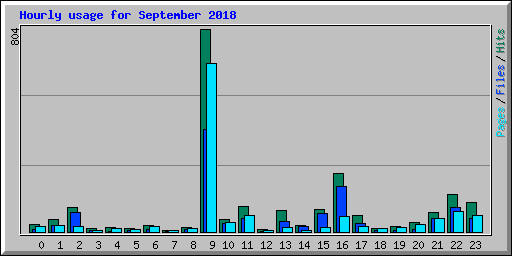 Hourly usage for September 2018
804
Pages / Files / Hits
0 1 2 3 4 5 6 7 8 9 10 11 12 13 14 15 16 17 18 19 20 21 22 23